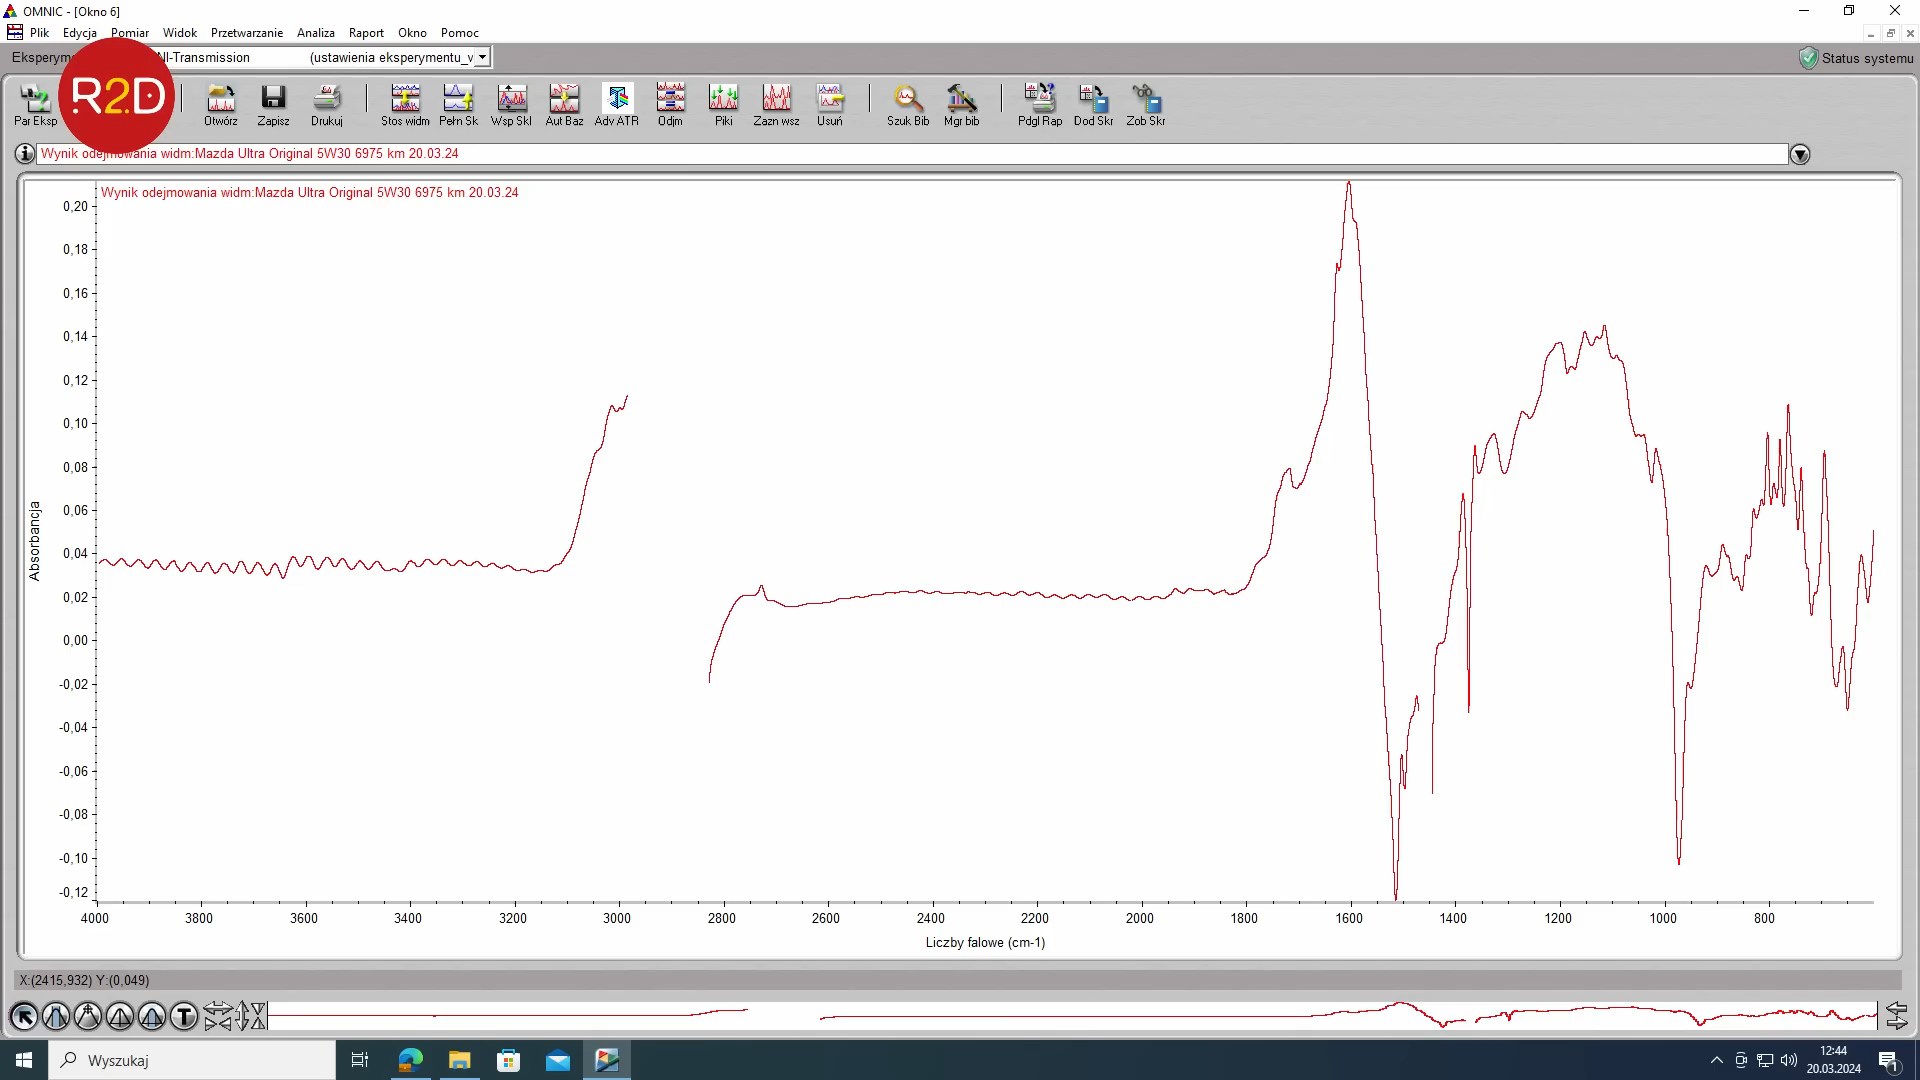 OMNIC - [Okno 6]
Plik Edycja Pomiar Widok Przetwarzanie Analiza Raport Okno Pomoc
Eksperym NI-Transmission (ustawienia eksperymentu_v Status systemu
R2D
Par Eksp Otwórz Zapisz Drukuj Stos widm Pełn Sk Wsp Skl Aut Baz Adv ATR Odjm Piki Zazn wsz Usuń Szuk Bib Mgr bib Pdgl Rap Dod Skr Zob Skr
Wynik odejmowania widm:Mazda Ultra Original 5W30 6975 km 20.03.24
Wynik odejmowania widm:Mazda Ultra Original 5W30 6975 km 20.03.24
0,20
0,18
0,16
0,14
0,12
0,10
0,08
0,06
0,04
0,02
0,00
-0,02
-0,04
-0,06
-0,08
-0,10
-0,12
Absorbancja
4000 3800 3600 3400 3200 3000 2800 2600 2400 2200 2000 1800 1600 1400 1200 1000 800
Liczby falowe (cm-1)
X:(2415,932) Y:(0,049)
T
Wyszukaj
12:44
20.03.2024
1